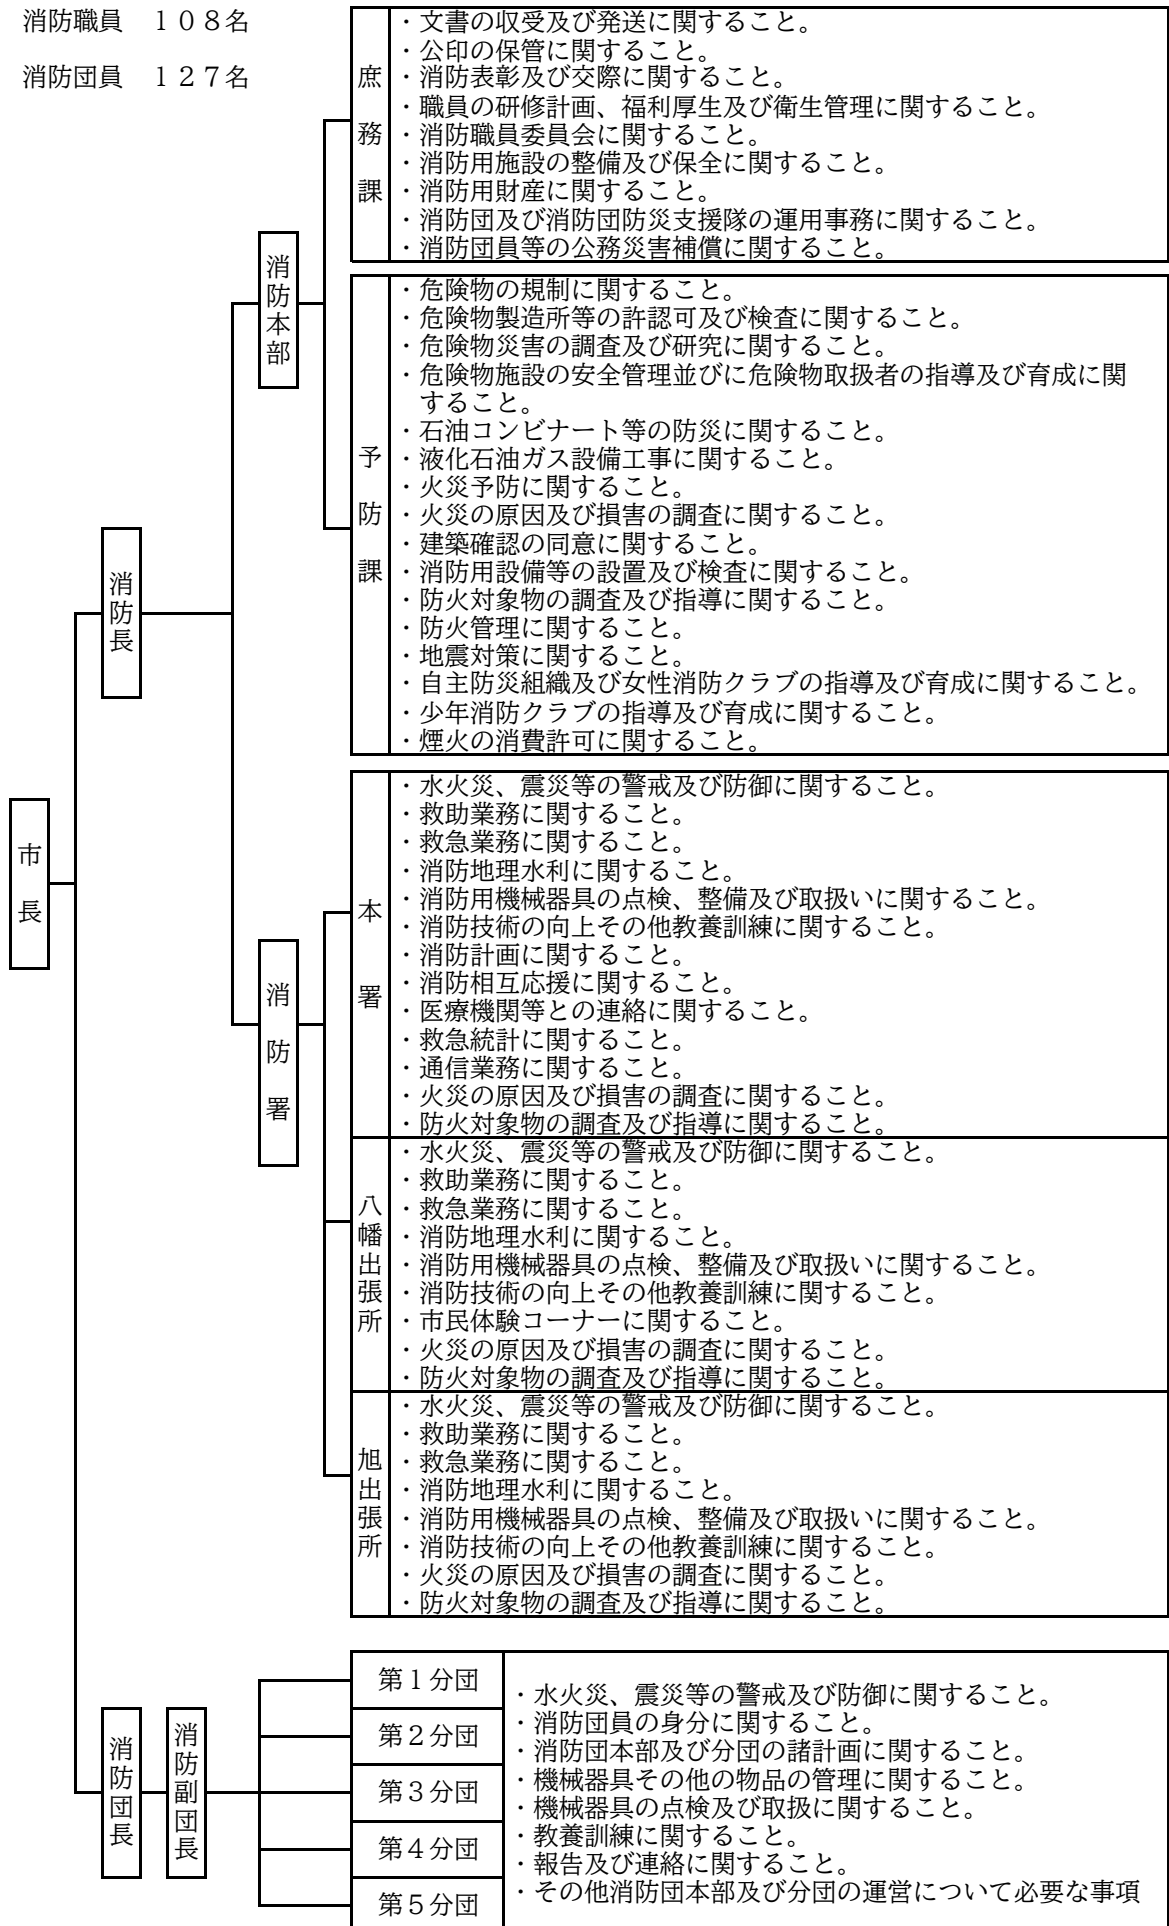 消防職員　１０８名
消防団員　１２７名
市長
消防長
消防本部
庶務課
・文書の収受及び発送に関すること。
・公印の保管に関すること。
・消防表彰及び交際に関すること。
・職員の研修計画、福利厚生及び衛生管理に関すること。
・消防職員委員会に関すること。
・消防用施設の整備及び保全に関すること。
・消防用財産に関すること。
・消防団及び消防団防災支援隊の運用事務に関すること。
・消防団員等の公務災害補償に関すること。
予防課
・危険物の規制に関すること。
・危険物製造所等の許認可及び検査に関すること。
・危険物災害の調査及び研究に関すること。
・危険物施設の安全管理並びに危険物取扱者の指導及び育成に関
すること。
・石油コンビナート等の防災に関すること。
・液化石油ガス設備工事に関すること。
・火災予防に関すること。
・火災の原因及び損害の調査に関すること。
・建築確認の同意に関すること。
・消防用設備等の設置及び検査に関すること。
・防火対象物の調査及び指導に関すること。
・防火管理に関すること。
・地震対策に関すること。
・自主防災組織及び女性消防クラブの指導及び育成に関すること。
・少年消防クラブの指導及び育成に関すること。
・煙火の消費許可に関すること。
消防署
本署
・水火災、震災等の警戒及び防御に関すること。
・救助業務に関すること。
・救急業務に関すること。
・消防地理水利に関すること。
・消防用機械器具の点検、整備及び取扱いに関すること。
・消防技術の向上その他教養訓練に関すること。
・消防計画に関すること。
・消防相互応援に関すること。
・医療機関等との連絡に関すること。
・救急統計に関すること。
・通信業務に関すること。
・火災の原因及び損害の調査に関すること。
・防火対象物の調査及び指導に関すること。
八幡出張所
・水火災、震災等の警戒及び防御に関すること。
・救助業務に関すること。
・救急業務に関すること。
・消防地理水利に関すること。
・消防用機械器具の点検、整備及び取扱いに関すること。
・消防技術の向上その他教養訓練に関すること。
・市民体験コーナーに関すること。
・火災の原因及び損害の調査に関すること。
・防火対象物の調査及び指導に関すること。
旭出張所
・水火災、震災等の警戒及び防御に関すること。
・救助業務に関すること。
・救急業務に関すること。
・消防地理水利に関すること。
・消防用機械器具の点検、整備及び取扱いに関すること。
・消防技術の向上その他教養訓練に関すること。
・火災の原因及び損害の調査に関すること。
・防火対象物の調査及び指導に関すること。
消防団長
消防副団長
第１分団
第２分団
第３分団
第４分団
第５分団
・水火災、震災等の警戒及び防御に関すること。
・消防団員の身分に関すること。
・消防団本部及び分団の諸計画に関すること。
・機械器具その他の物品の管理に関すること。
・機械器具の点検及び取扱に関すること。
・教養訓練に関すること。
・報告及び連絡に関すること。
・その他消防団本部及び分団の運営について必要な事項